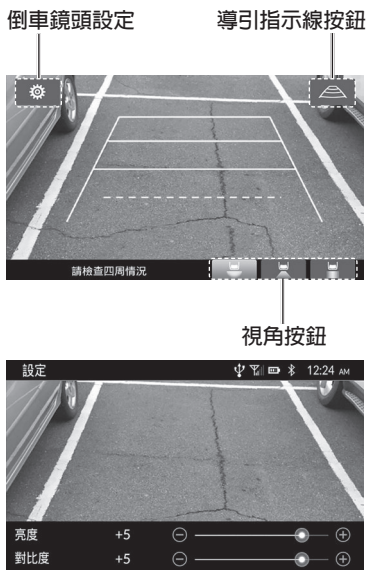 倒車鏡頭設定
導引指示線按鈕
請檢查四周情況
視角按鈕
設定 12:24 AM
亮度 +5
對比度 +5